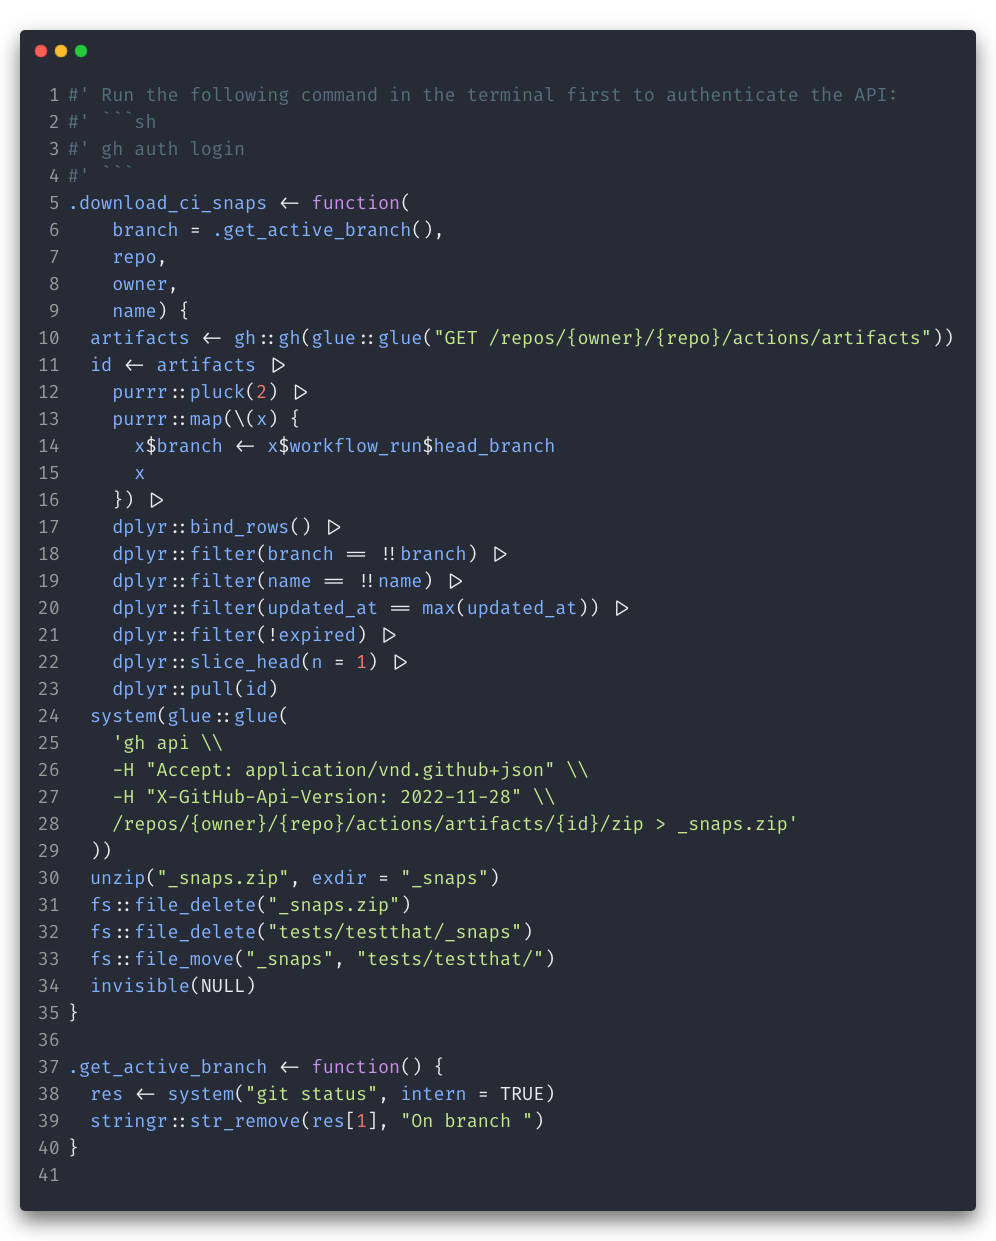 1 #' Run the following command in the terminal first to authenticate the API:
2 #' ```sh
3 #' gh auth login
4 #' ```
5 .download_ci_snaps <- function(
6     branch = .get_active_branch(),
7     repo,
8     owner,
9     name) {
10   artifacts <- gh::gh(glue::glue("GET /repos/{owner}/{repo}/actions/artifacts"))
11   id <- artifacts |>
12     purrr::pluck(2) |>
13     purrr::map(\(x) {
14       x$branch <- x$workflow_run$head_branch
15       x
16     }) |>
17     dplyr::bind_rows() |>
18     dplyr::filter(branch == !!branch) |>
19     dplyr::filter(name == !!name) |>
20     dplyr::filter(updated_at == max(updated_at)) |>
21     dplyr::filter(!expired) |>
22     dplyr::slice_head(n = 1) |>
23     dplyr::pull(id)
24   system(glue::glue(
25     'gh api \\
26     -H "Accept: application/vnd.github+json" \\
27     -H "X-GitHub-Api-Version: 2022-11-28" \\
28     /repos/{owner}/{repo}/actions/artifacts/{id}/zip > _snaps.zip'
29   ))
30   unzip("_snaps.zip", exdir = "_snaps")
31   fs::file_delete("_snaps.zip")
32   fs::file_delete("tests/testthat/_snaps")
33   fs::file_move("_snaps", "tests/testthat/")
34   invisible(NULL)
35 }
36
37 .get_active_branch <- function() {
38   res <- system("git status", intern = TRUE)
39   stringr::str_remove(res[1], "On branch ")
40 }
41